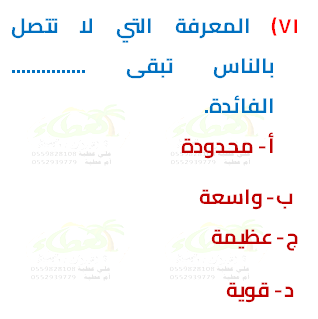 ٧١) المعرفة التي لا تتصل
بالناس تبقى ...............
الفائدة.
أ- محدودة
ب- واسعة
ج- عظيمة
د- قوية